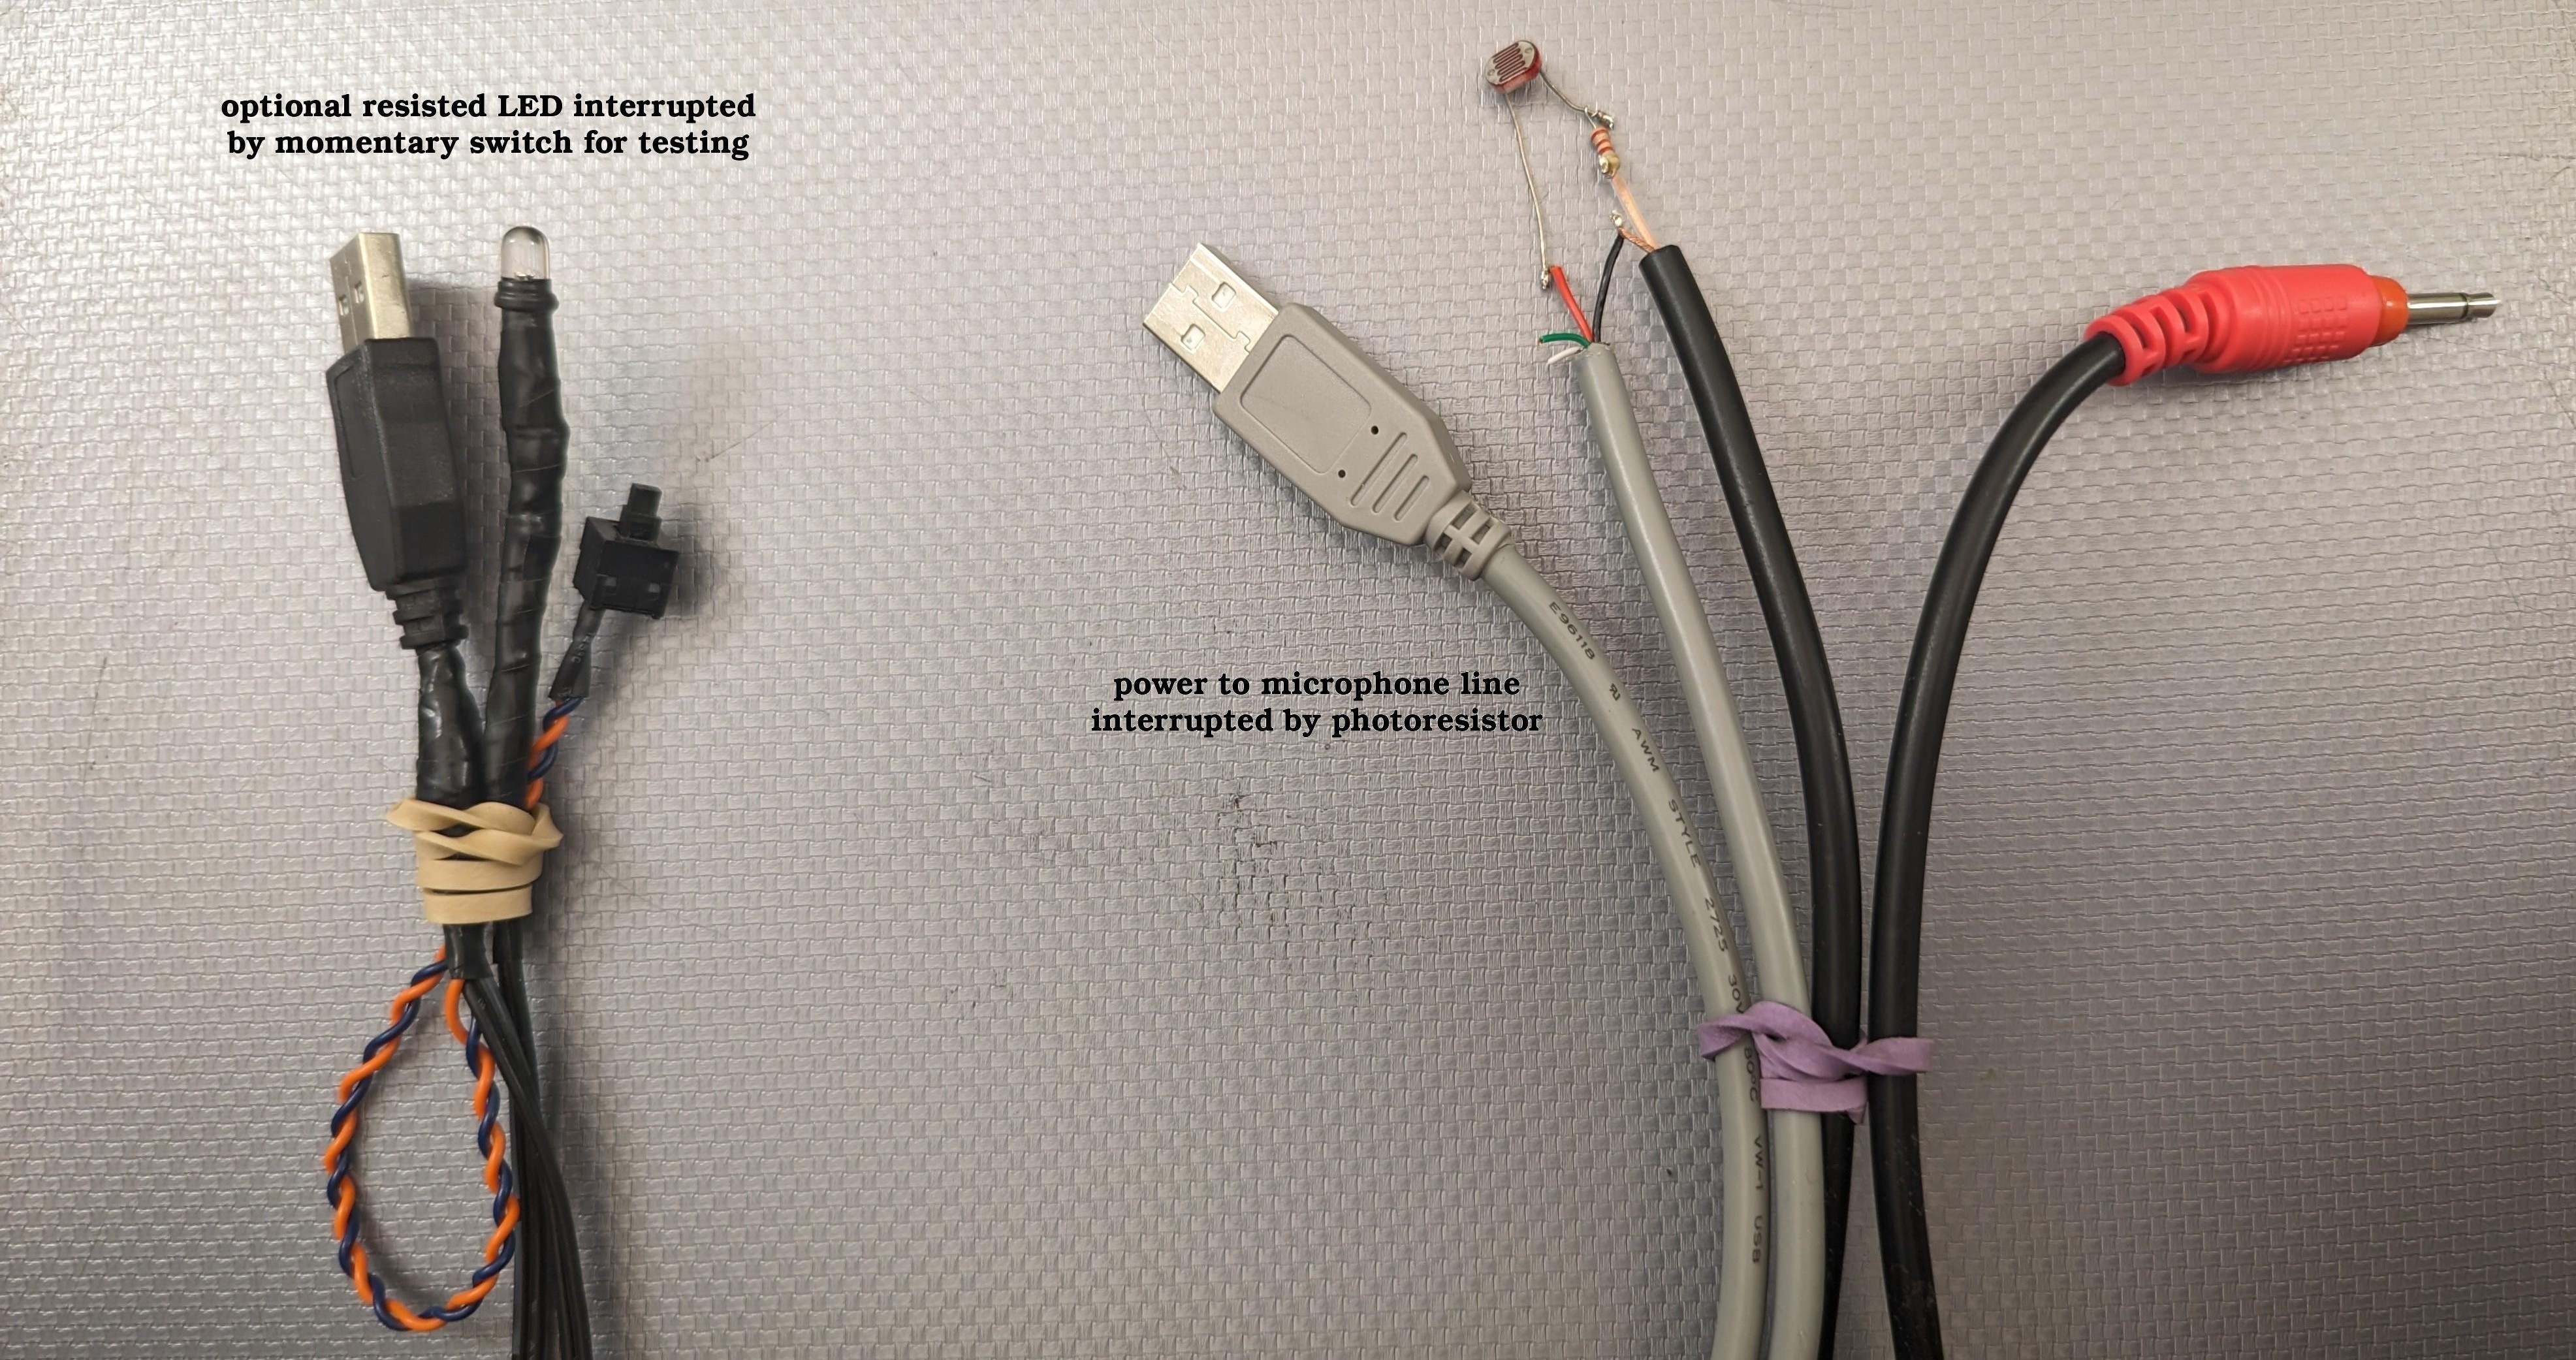 optional resisted LED interrupted
by momentary switch for testing
power to microphone line
interrupted by photoresistor
E96118 AWM STYLE 2725 30V 80°C VW-1 USB